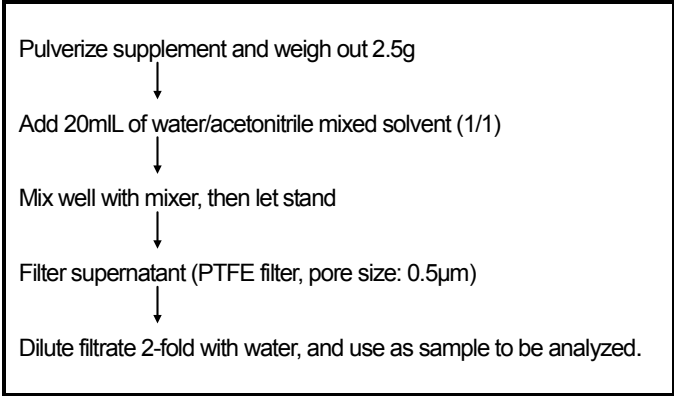 Pulverize supplement and weigh out 2.5g
Add 20mlL of water/acetonitrile mixed solvent (1/1)
Mix well with mixer, then let stand
Filter supernatant (PTFE filter, pore size: 0.5µm)
Dilute filtrate 2-fold with water, and use as sample to be analyzed.